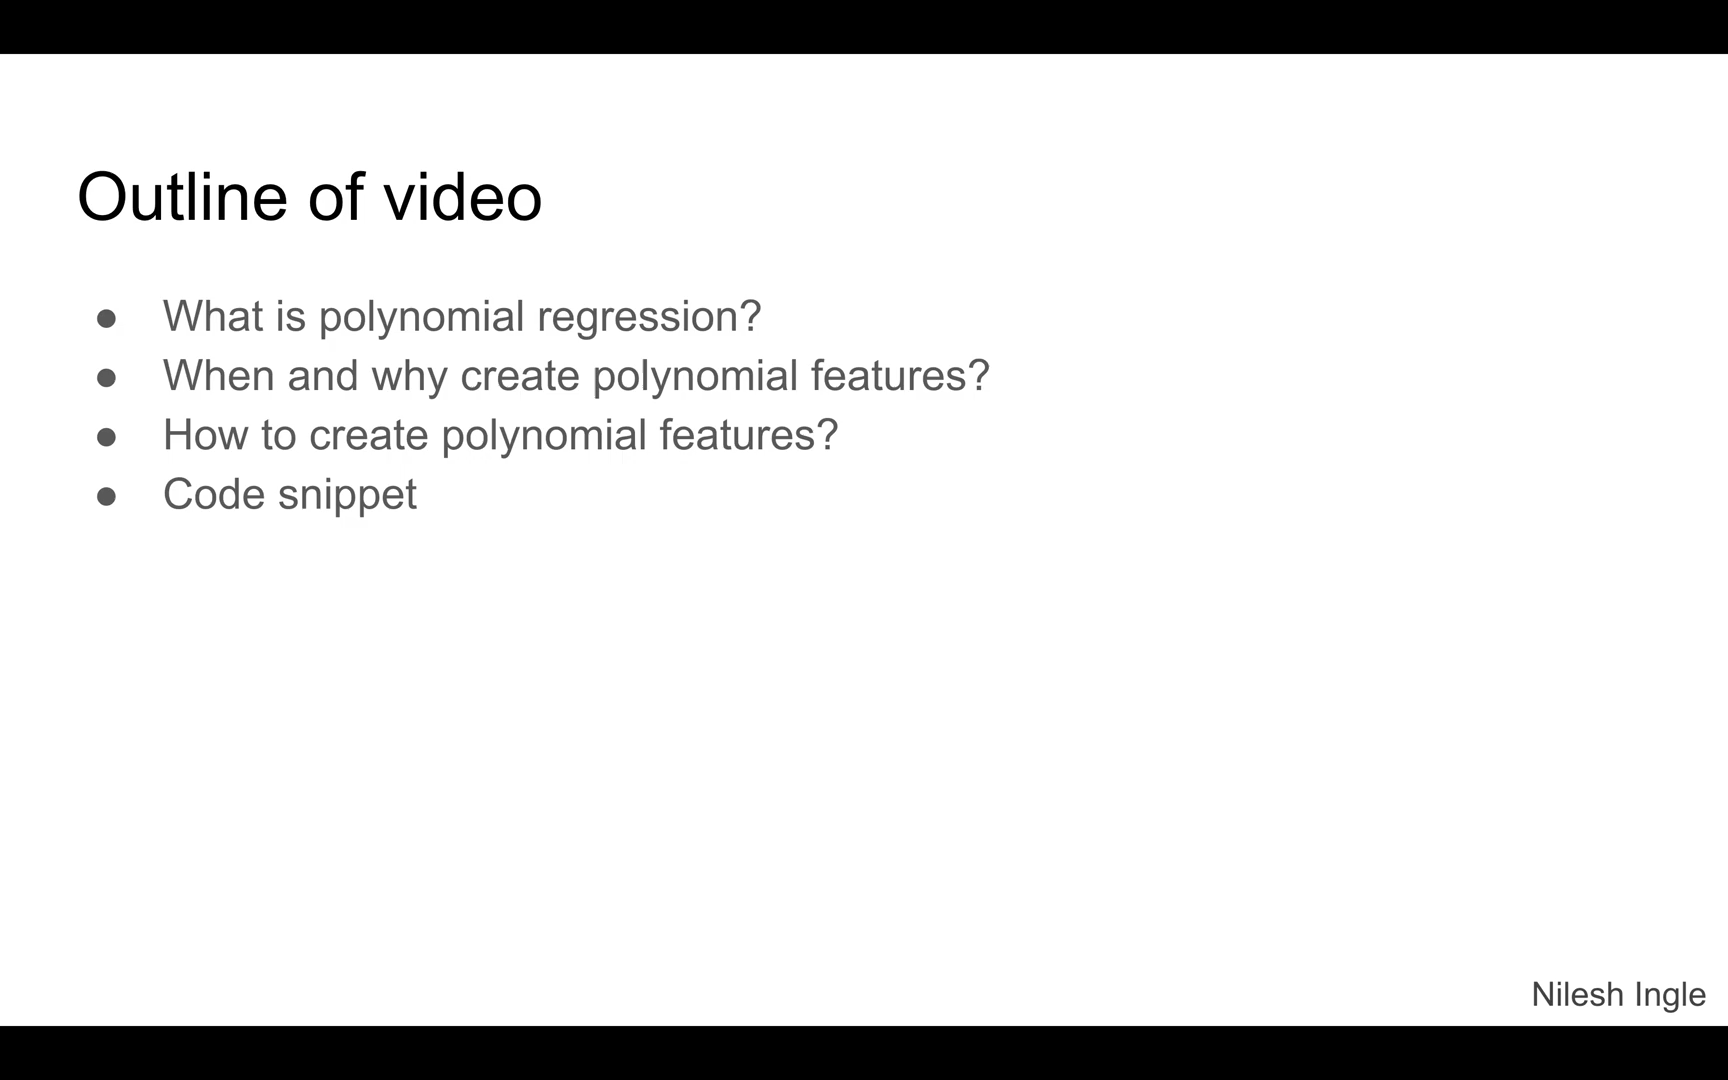 Outline of video
● What is polynomial regression?
● When and why create polynomial features?
● How to create polynomial features?
● Code snippet
Nilesh Ingle